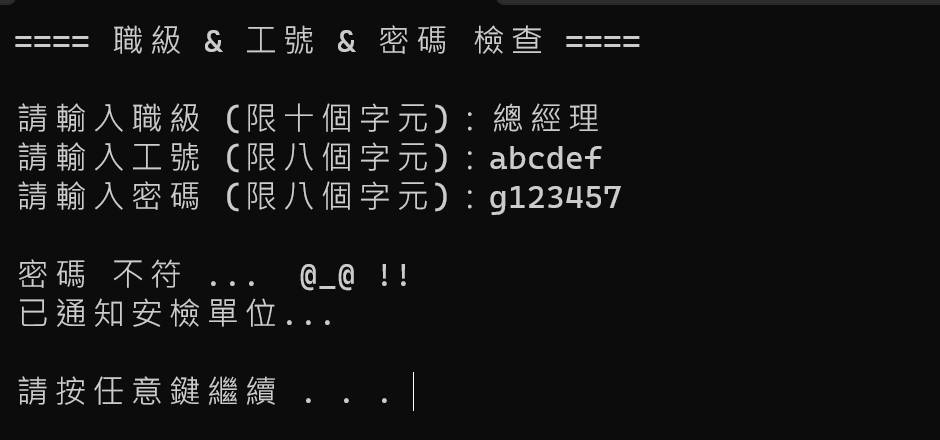 ==== 職級 & 工號 & 密碼 檢查 ====
請輸入職級 (限十個字元)：總經理
請輸入工號 (限八個字元)：abcdef
請輸入密碼 (限八個字元)：g123457
密碼 不符 ...  @_@ !!
已通知安檢單位...
請按任意鍵繼續 . . .